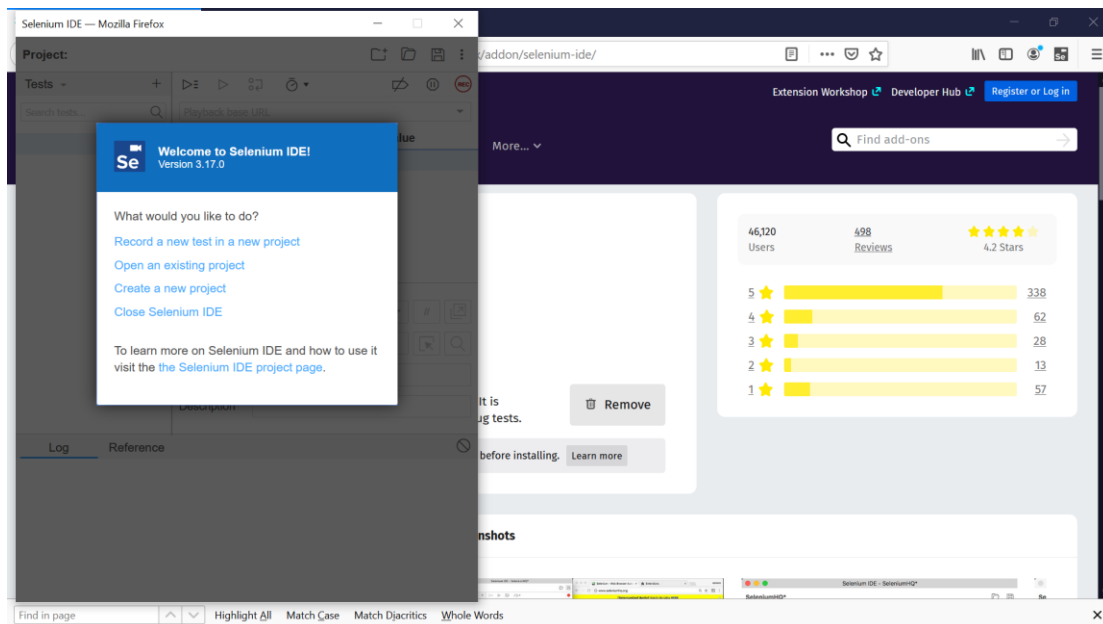 Selenium IDE — Mozilla Firefox
Project:
Tests
Search tests...
Playback base URL
Welcome to Selenium IDE!
Version 3.17.0
Se
What would you like to do?
Record a new test in a new project
Open an existing project
Create a new project
Close Selenium IDE
To learn more on Selenium IDE and how to use it
visit the the Selenium IDE project page.
//
Description
Log
Reference
REC
/addon/selenium-ide/
Se
Extension Workshop
Developer Hub
Register or Log in
More...
Find add-ons
46,120
Users
498
Reviews
4.2 Stars
5
338
4
62
3
28
2
13
1
57
It is
ug tests.
Remove
before installing.
Learn more
nshots
Selenium IDE - SeleniumHQ*
SeleniumHQ*
Se
Find in page
Highlight All
Match Case
Match Diacritics
Whole Words